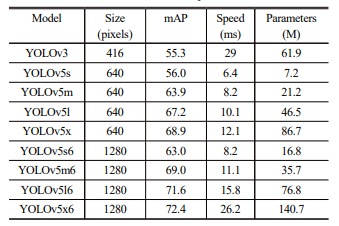 Model Size mAP Speed Parameters
(pixels) (ms) (M)
YOLOv3 416 55.3 29 61.9
YOLOv5s 640 56.0 6.4 7.2
YOLOv5m 640 63.9 8.2 21.2
YOLOv5l 640 67.2 10.1 46.5
YOLOv5x 640 68.9 12.1 86.7
YOLOv5s6 1280 63.0 8.2 16.8
YOLOv5m6 1280 69.0 11.1 35.7
YOLOv5l6 1280 71.6 15.8 76.8
YOLOv5x6 1280 72.4 26.2 140.7